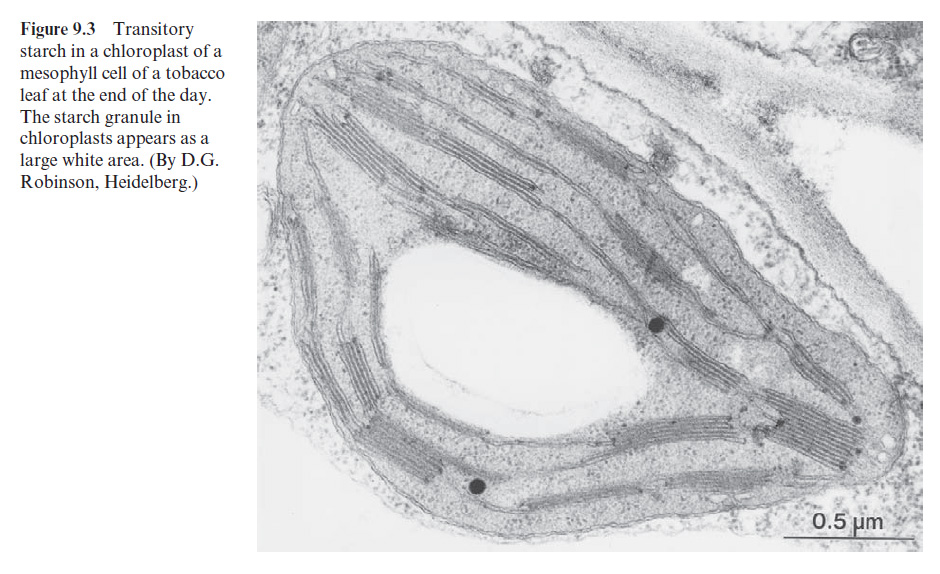 Figure 9.3 Transitory
starch in a chloroplast of a
mesophyll cell of a tobacco
leaf at the end of the day.
The starch granule in
chloroplasts appears as a
large white area. (By D.G.
Robinson, Heidelberg.)
0.5 µm